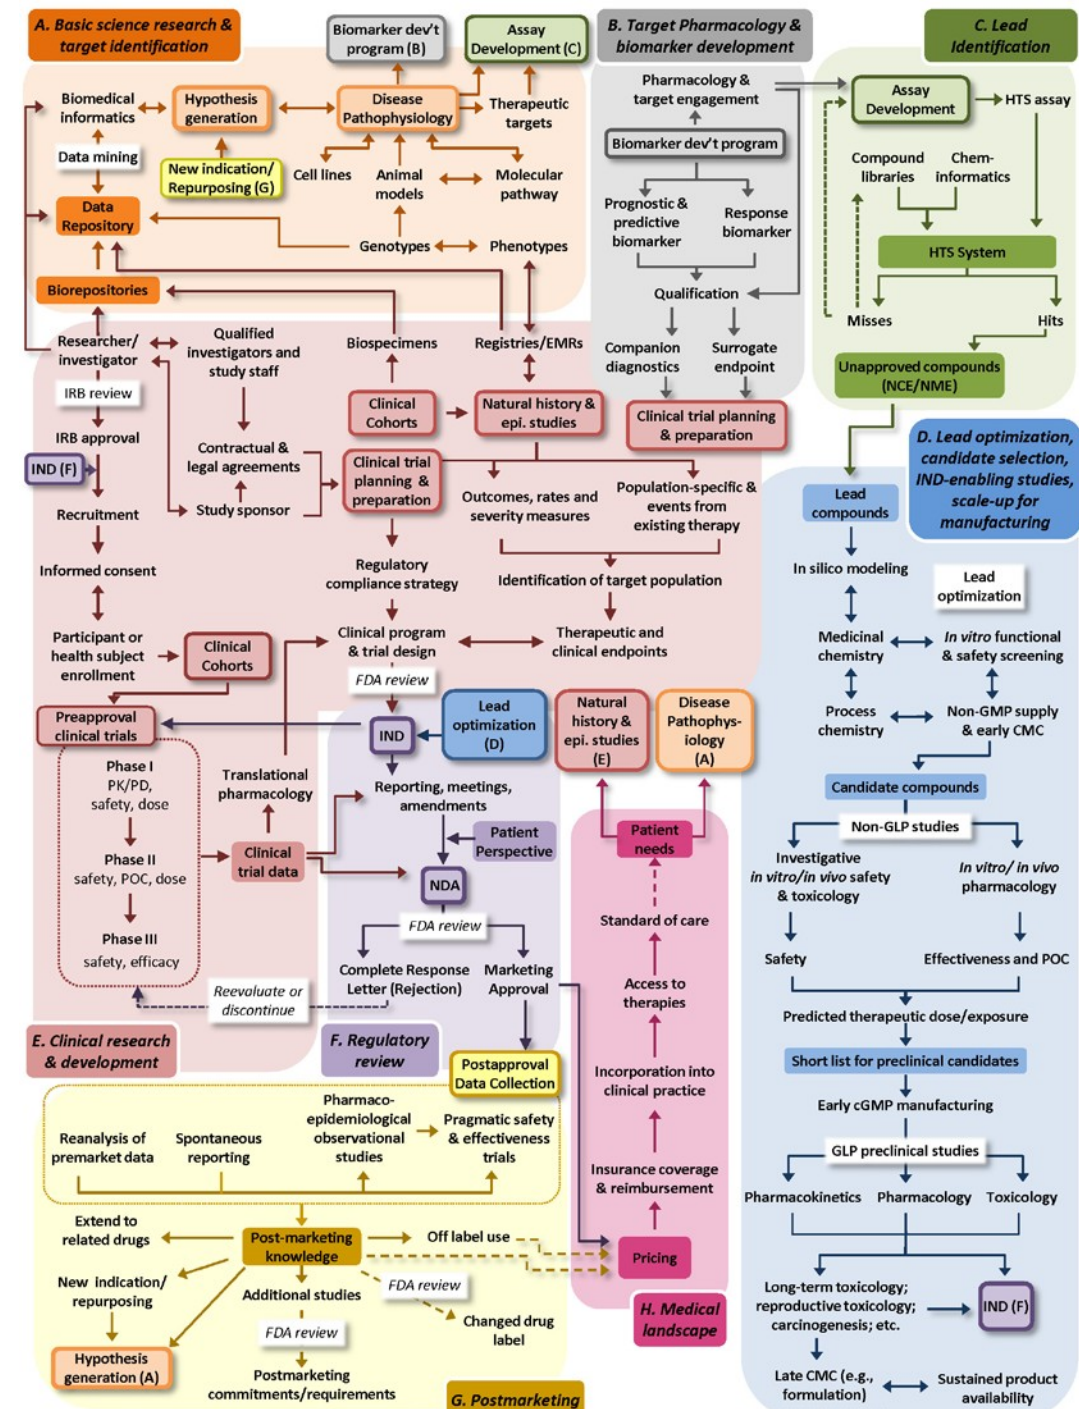 A. Basic science research &
target identification
Biomarker dev't
program (B)
Assay
Development (C)
Biomedical
informatics
Hypothesis
generation
Disease
Pathophysiology
Therapeutic
targets
Data mining
New indication/
Repurposing (G)
Cell lines
Animal
models
Molecular
pathway
Data
Repository
Genotypes
Phenotypes
Biorepositories
B. Target Pharmacology &
biomarker development
Pharmacology &
target engagement
Biomarker dev't program
Prognostic &
predictive
biomarker
Response
biomarker
Qualification
Companion
diagnostics
Surrogate
endpoint
Clinical trial planning
& preparation
C. Lead
Identification
Assay
Development
HTS assay
Compound
libraries
Chem-
informatics
HTS System
Misses
Hits
Unapproved compounds
(NCE/NME)
D. Lead optimization,
candidate selection,
IND-enabling studies,
scale-up for
manufacturing
Lead
compounds
In silico modeling
Lead
optimization
Medicinal
chemistry
In vitro functional
& safety screening
Process
chemistry
Non-GMP supply
& early CMC
Candidate compounds
Non-GLP studies
Investigative
in vitro/in vivo safety
& toxicology
In vitro/ in vivo
pharmacology
Safety
Effectiveness and POC
Predicted therapeutic dose/exposure
Short list for preclinical candidates
Early cGMP manufacturing
GLP preclinical studies
Pharmacokinetics
Pharmacology
Toxicology
Long-term toxicology;
reproductive toxicology;
carcinogenesis; etc.
IND (F)
Late CMC (e.g.,
formulation)
Sustained product
availability
Researcher/
investigator
Qualified
investigators and
study staff
Biospecimens
Registries/EMRs
IRB review
Clinical
Cohorts
Natural history &
epi. studies
IRB approval
IND (F)
Contractual &
legal agreements
Clinical trial
planning &
preparation
Recruitment
Study sponsor
Outcomes, rates and
severity measures
Population-specific &
events from
existing therapy
Informed consent
Regulatory
compliance strategy
Identification of target population
Participant or
health subject
enrollment
Clinical
Cohorts
Clinical program
& trial design
Therapeutic and
clinical endpoints
FDA review
Preapproval
clinical trials
Phase I
PK/PD,
safety, dose
Translational
pharmacology
Phase II
safety, POC, dose
Clinical
trial data
Phase III
safety, efficacy
Reevaluate or
discontinue
E. Clinical research
& development
IND
Lead
optimization
(D)
Reporting, meetings,
amendments
Patient
Perspective
NDA
FDA review
Complete Response
Letter (Rejection)
Marketing
Approval
F. Regulatory
review
Natural
history &
epi. studies
(E)
Disease
Pathophys-
iology
(A)
Patient
needs
Standard of care
Access to
therapies
Incorporation into
clinical practice
Insurance coverage
& reimbursement
Pricing
H. Medical
landscape
Postapproval
Data Collection
Reanalysis of
premarket data
Spontaneous
reporting
Pharmaco-
epidemiological
observational
studies
Pragmatic safety
& effectiveness
trials
Extend to
related drugs
Post-marketing
knowledge
Off label use
New indication/
repurposing
Additional studies
FDA review
Changed drug
label
FDA review
Hypothesis
generation (A)
Postmarketing
commitments/requirements
G. Postmarketing